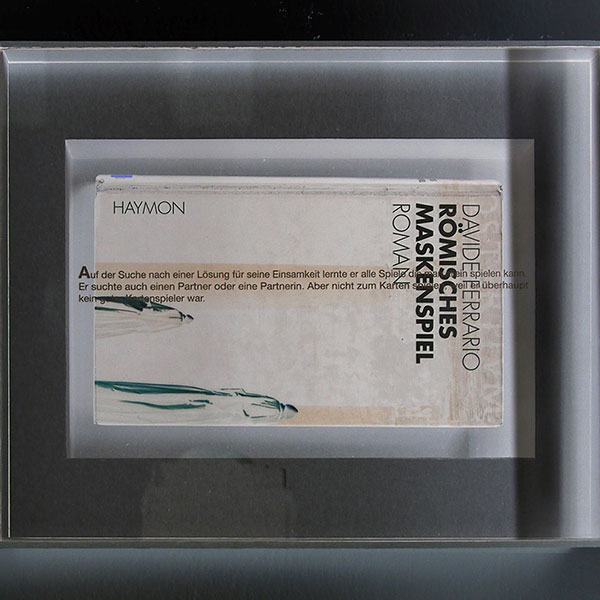 HAYMON
DAVIDE FERRARIO
RÖMISCHES
MASKENSPIEL
ROMAN
Auf der Suche nach einer Lösung für seine Einsamkeit lernte er alle Spiele die man allein spielen kann.
Er suchte auch einen Partner oder eine Partnerin. Aber nicht zum Karten spielen, weil er überhaupt
kein guter Kartenspieler war.